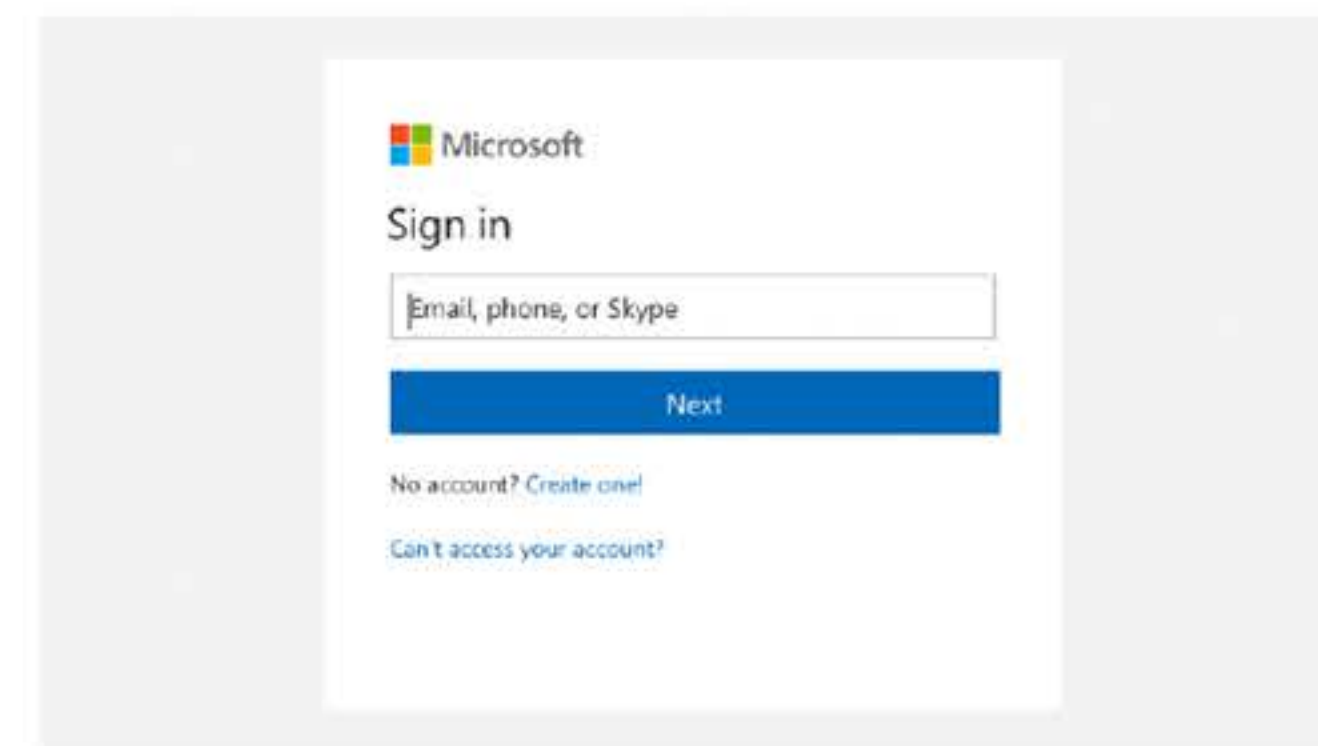 Microsoft
Sign in
Email, phone, or Skype
Next
No account? Create one!
Can't access your account?